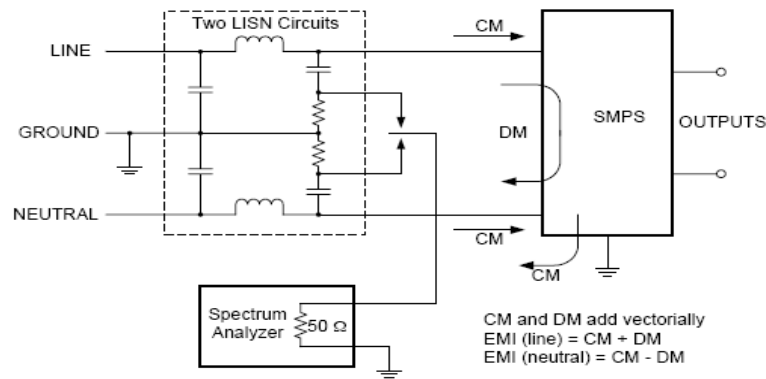 Two LISN Circuits
LINE
CM
GROUND
DM
SMPS
OUTPUTS
NEUTRAL
CM
CM
Spectrum
Analyzer
50 Ω
CM and DM add vectorially
EMI (line) = CM + DM
EMI (neutral) = CM - DM